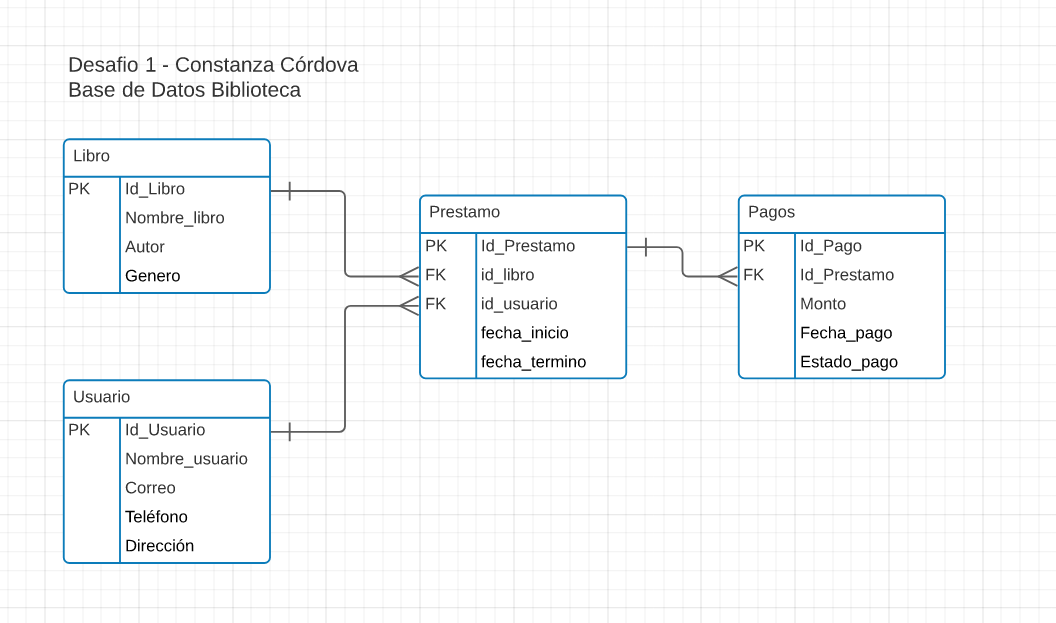 Desafio 1 - Constanza Córdova
Base de Datos Biblioteca
Libro
PK Id_Libro
Nombre_libro
Autor
Genero
Usuario
PK Id_Usuario
Nombre_usuario
Correo
Teléfono
Dirección
Prestamo
PK Id_Prestamo
FK id_libro
FK id_usuario
fecha_inicio
fecha_termino
Pagos
PK Id_Pago
FK Id_Prestamo
Monto
Fecha_pago
Estado_pago